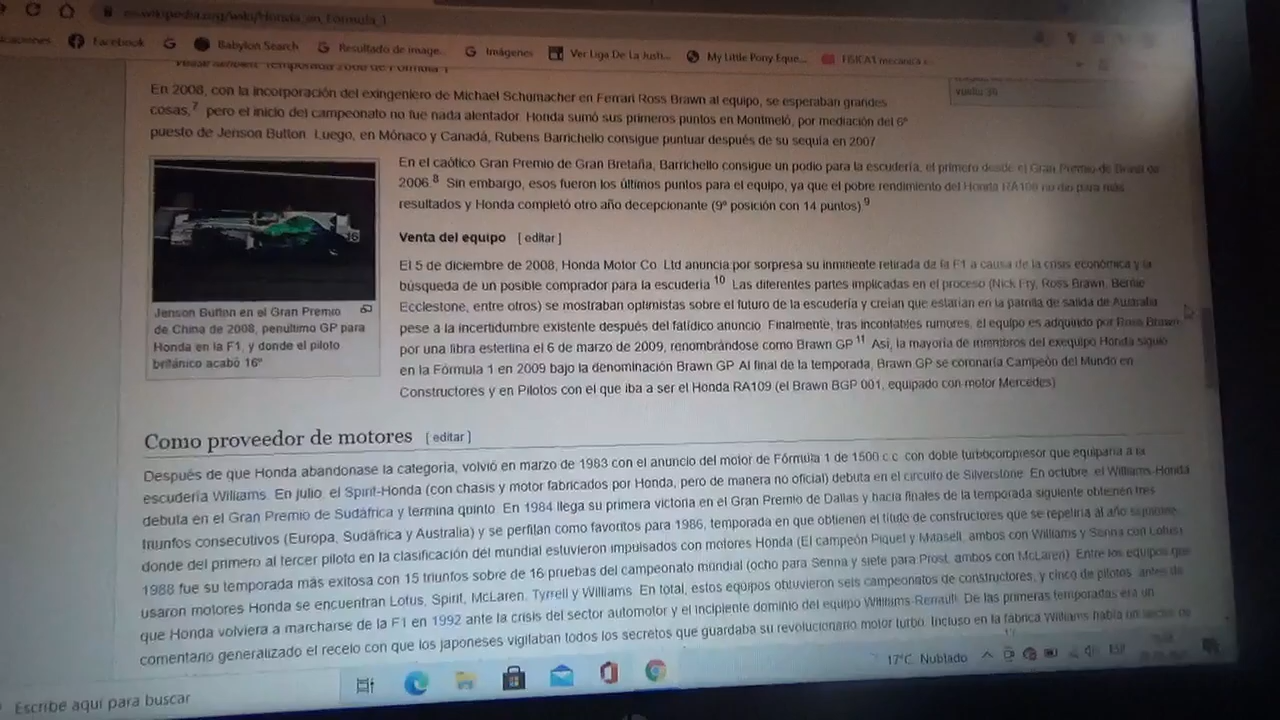 es.wikipedia.org/wiki/Honda_en_Fórmula_1
Facebook
Babylon Search
Resultado de image...
Imágenes
Ver Liga De La Justi...
My Little Pony Eque...
FISICA1 mecanica
Temporada 2008 de Fórmula 1
vuelta 30
En 2008, con la incorporación del exingeniero de Michael Schumacher en Ferrari Ross Brawn al equipo, se esperaban grandes
cosas,7 pero el inicio del campeonato no fue nada alentador. Honda sumó sus primeros puntos en Montmeló, por mediación del 6º
puesto de Jenson Button. Luego, en Mónaco y Canadá, Rubens Barrichello consigue puntuar después de su sequía en 2007
En el caótico Gran Premio de Gran Bretaña, Barrichello consigue un podio para la escudería, el primero desde el Gran Premio de Brasil de
2006.8 Sin embargo, esos fueron los últimos puntos para el equipo, ya que el pobre rendimiento del Honda RA108 no dio para más
resultados y Honda completó otro año decepcionante (9º posición con 14 puntos) 9
16
Jenson Button en el Gran Premio
de China de 2008, penúltimo GP para
Honda en la F1, y donde el piloto
británico acabó 16º
Venta del equipo [ editar ]
El 5 de diciembre de 2008, Honda Motor Co. Ltd anuncia por sorpresa su inminente retirada de la F1 a causa de la crisis económica y la
búsqueda de un posible comprador para la escudería 10 Las diferentes partes implicadas en el proceso (Nick Fry, Ross Brawn, Bernie
Ecclestone, entre otros) se mostraban optimistas sobre el futuro de la escudería y creían que estarían en la parrilla de salida de Australia
pese a la incertidumbre existente después del fatídico anuncio. Finalmente, tras incontables rumores, el equipo es adquirido por Ross Brawn
por una libra esterlina el 6 de marzo de 2009, renombrándose como Brawn GP 11 Así, la mayoría de miembros del exequipo Honda siguió
en la Fórmula 1 en 2009 bajo la denominación Brawn GP. Al final de la temporada, Brawn GP se coronaría Campeón del Mundo en
Constructores y en Pilotos con el que iba a ser el Honda RA109 (el Brawn BGP 001, equipado con motor Mercedes)
Como proveedor de motores [ editar ]
Después de que Honda abandonase la categoría, volvió en marzo de 1983 con el anuncio del motor de Fórmula 1 de 1500 c.c. con doble turbocompresor que equiparía a la
escudería Williams. En julio, el Spirit-Honda (con chasis y motor fabricados por Honda, pero de manera no oficial) debuta en el circuito de Silverstone. En octubre, el Williams-Honda
debuta en el Gran Premio de Sudáfrica y termina quinto. En 1984 llega su primera victoria en el Gran Premio de Dallas y hacia finales de la temporada siguiente obtienen tres
triunfos consecutivos (Europa, Sudáfrica y Australia) y se perfilan como favoritos para 1986, temporada en que obtienen el título de constructores que se repetiría al año siguiente,
donde del primero al tercer piloto en la clasificación del mundial estuvieron impulsados con motores Honda (El campeón Piquet y Mansell, ambos con Williams y Senna con Lotus)
1988 fue su temporada más exitosa con 15 triunfos sobre de 16 pruebas del campeonato mundial (ocho para Senna y siete para Prost, ambos con McLaren). Entre los equipos que
usaron motores Honda se encuentran Lotus, Spirit, McLaren, Tyrrell y Williams. En total, estos equipos obtuvieron seis campeonatos de constructores, y cinco de pilotos, antes de
que Honda volviera a marcharse de la F1 en 1992 ante la crisis del sector automotor y el incipiente dominio del equipo Williams-Renault. De las primeras temporadas era un
comentario generalizado el recelo con que los japoneses vigilaban todos los secretos que guardaba su revolucionario motor turbo. Incluso en la fábrica Williams había un
Escribe aquí para buscar
17°C Nublado
ESP